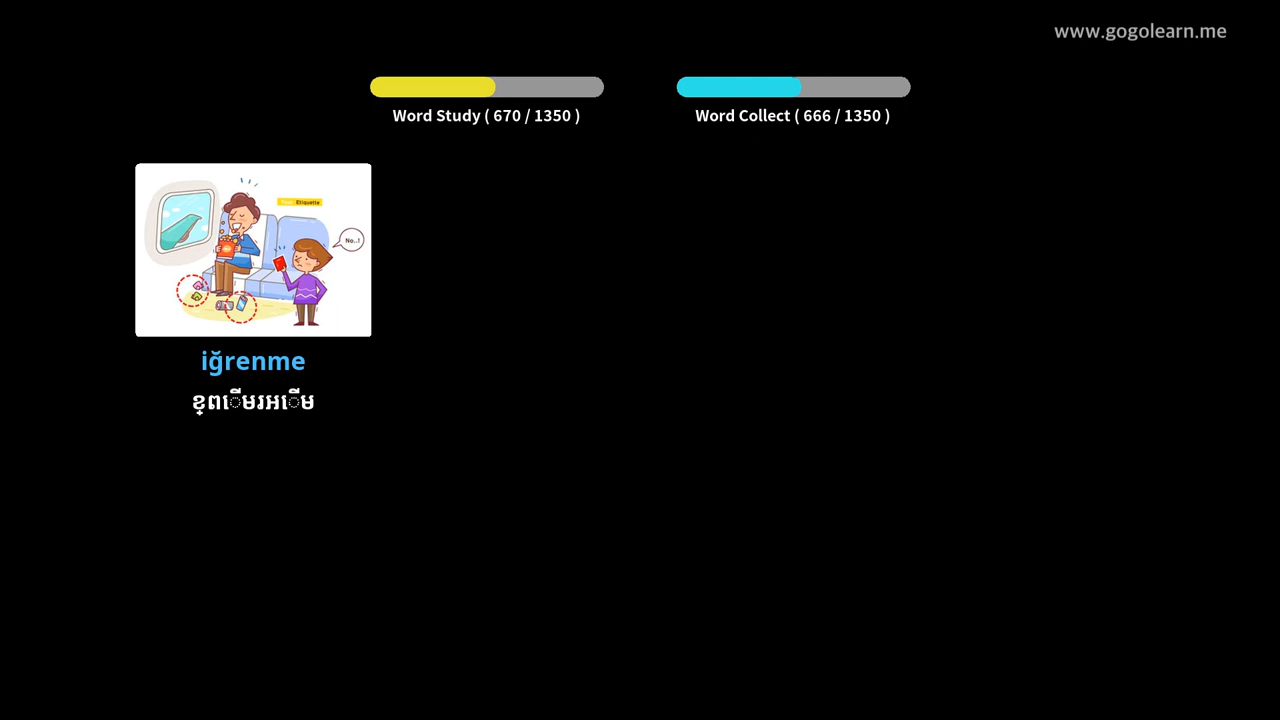 www.gogolearn.me
Word Study ( 670 / 1350 )
Word Collect ( 666 / 1350 )
Etiquette
No..!
iğrenme
ខ្ពើមរអើម